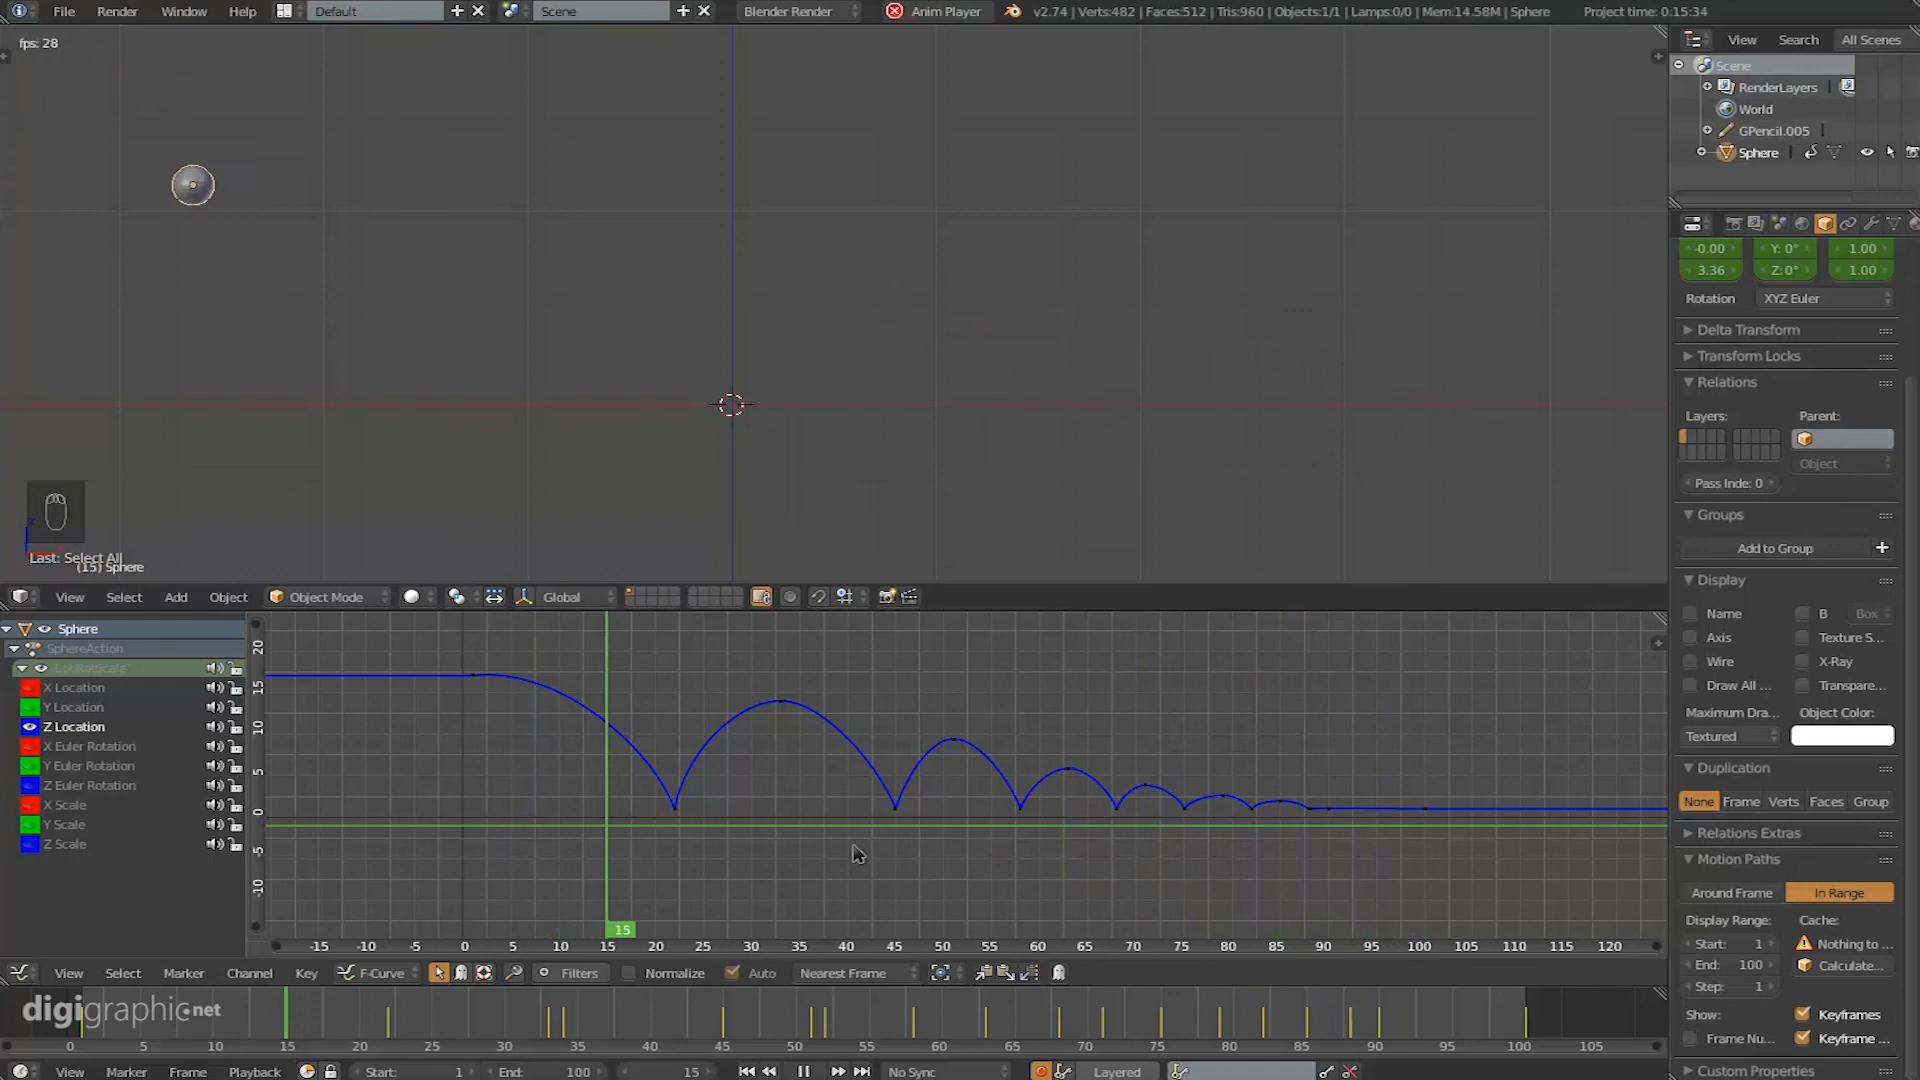 File Render Window Help Default Scene Blender Render Anim Player v2.74 | Verts:482 | Faces:512 | Tris:960 | Objects:1/1 | Lamps:0/0 | Mem:14.58M | Sphere Project time: 0:15:34
fps: 28
View Search All Scenes
Scene
RenderLayers
World
GPencil.005
Sphere
-0.00 Y: 0° 1.00
3.36 Z:0° 1.00
Rotation XYZ Euler
Delta Transform
Transform Locks
Relations
Layers: Parent:
Object
Pass Inde: 0
Groups
Add to Group
Display
Name B Box
Axis Texture S...
Wire X-Ray
Draw All ... Transpare...
Maximum Dra... Object Color:
Textured
Duplication
None Frame Verts Faces Group
Relations Extras
Motion Paths
Around Frame In Range
Display Range: Cache:
Start: 1 Nothing to ...
End: 100 Calculate...
Step: 1
Show: Keyframes
Frame Nu... Keyframe ...
Custom Properties
Last: Select All
(15) Sphere
View Select Add Object Object Mode Global
Sphere
SphereAction
LocRotScale
X Location
Y Location
Z Location
X Euler Rotation
Y Euler Rotation
Z Euler Rotation
X Scale
Y Scale
Z Scale
20
15
10
5
0
-5
-10
15
-15 -10 -5 0 5 10 15 20 25 30 35 40 45 50 55 60 65 70 75 80 85 90 95 100 105 110 115 120
View Select Marker Channel Key F-Curve Filters Normalize Auto Nearest Frame
digigraphic.net
0 5 10 15 20 25 30 35 40 45 50 55 60 65 70 75 80 85 90 95 100 105
View Marker Frame Playback Start: 1 End: 100 15 No Sync Layered